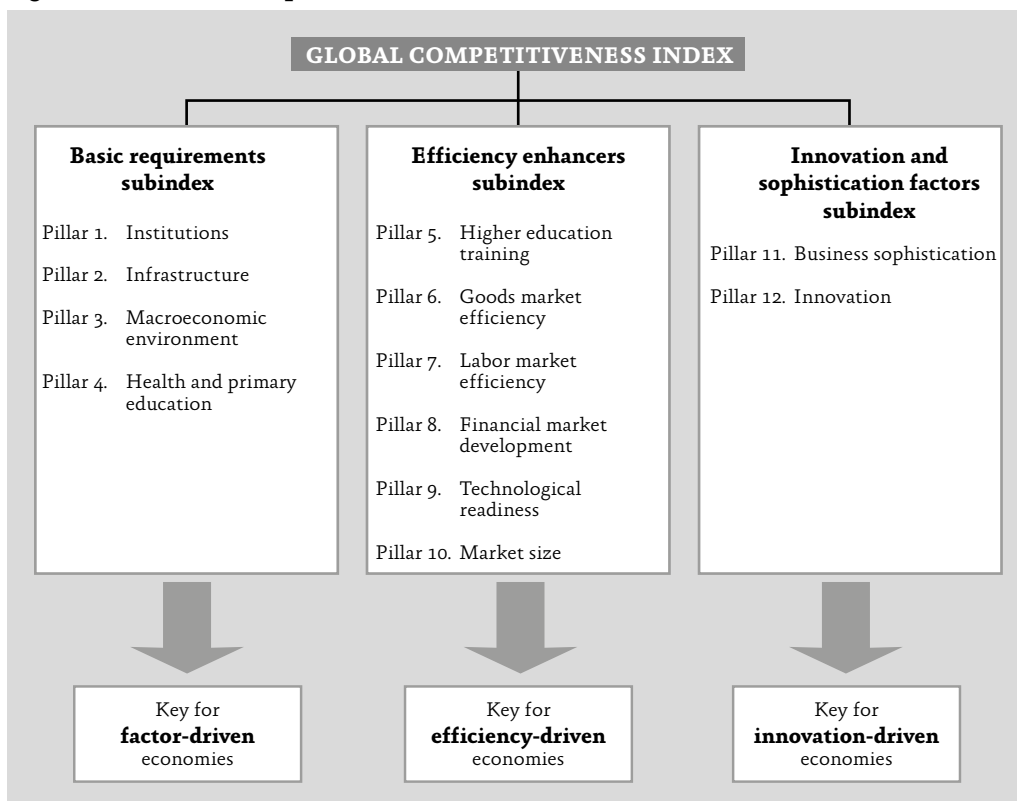 GLOBAL COMPETITIVENESS INDEX
Basic requirements
subindex
Pillar 1. Institutions
Pillar 2. Infrastructure
Pillar 3. Macroeconomic
environment
Pillar 4. Health and primary
education
Efficiency enhancers
subindex
Pillar 5. Higher education
training
Pillar 6. Goods market
efficiency
Pillar 7. Labor market
efficiency
Pillar 8. Financial market
development
Pillar 9. Technological
readiness
Pillar 10. Market size
Innovation and
sophistication factors
subindex
Pillar 11. Business sophistication
Pillar 12. Innovation
Key for
factor-driven
economies
Key for
efficiency-driven
economies
Key for
innovation-driven
economies